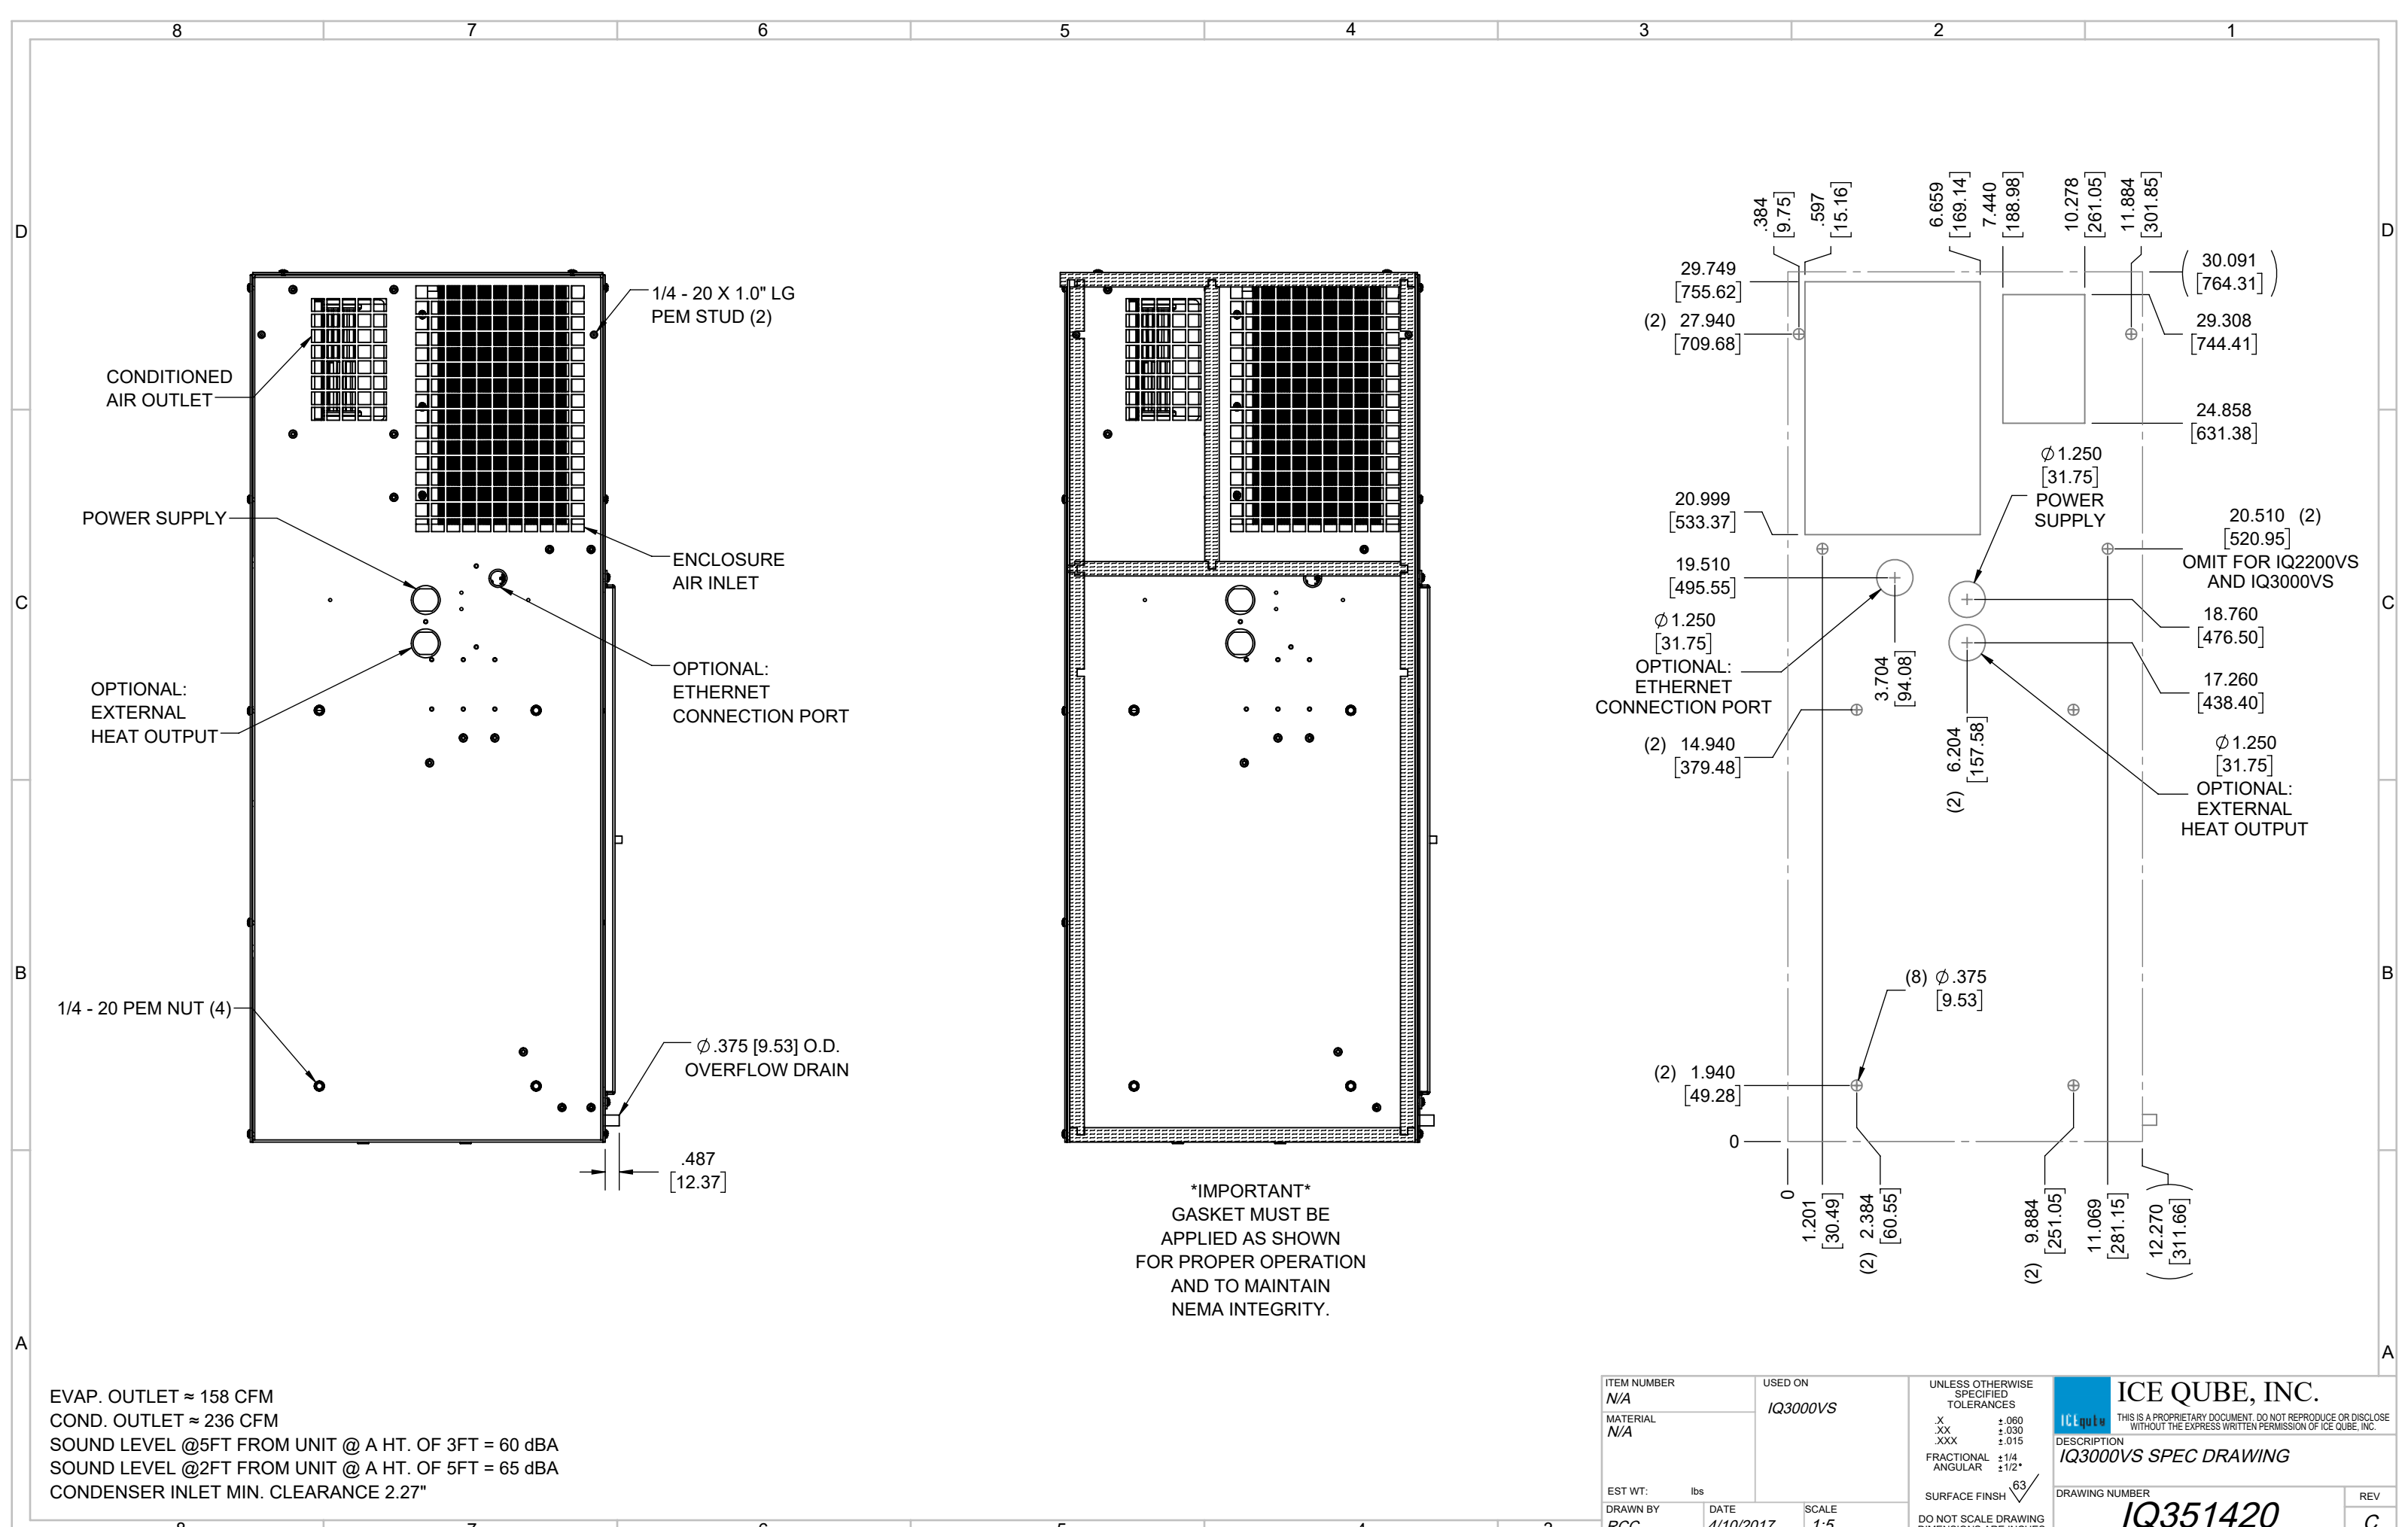 8 7 6 5 4 3 2 1
D
C
B
A
D
C
B
A
1/4 - 20 X 1.0" LG
PEM STUD (2)
CONDITIONED
AIR OUTLET
POWER SUPPLY
ENCLOSURE
AIR INLET
OPTIONAL:
EXTERNAL
HEAT OUTPUT
OPTIONAL:
ETHERNET
CONNECTION PORT
1/4 - 20 PEM NUT (4)
Ø.375 [9.53] O.D.
OVERFLOW DRAIN
.487
[12.37]
*IMPORTANT*
GASKET MUST BE
APPLIED AS SHOWN
FOR PROPER OPERATION
AND TO MAINTAIN
NEMA INTEGRITY.
.384
[9.75]
.597
[15.16]
6.659
[169.14]
7.440
[188.98]
10.278
[261.05]
11.884
[301.85]
29.749
[755.62]
(2) 27.940
[709.68]
(30.091)
[764.31]
29.308
[744.41]
24.858
[631.38]
Ø1.250
[31.75]
POWER
SUPPLY
20.999
[533.37]
20.510 (2)
[520.95]
OMIT FOR IQ2200VS
AND IQ3000VS
19.510
[495.55]
Ø1.250
[31.75]
OPTIONAL:
ETHERNET
CONNECTION PORT
3.704
[94.08]
18.760
[476.50]
17.260
[438.40]
(2) 14.940
[379.48]
(2) 6.204
[157.58]
Ø1.250
[31.75]
OPTIONAL:
EXTERNAL
HEAT OUTPUT
(8) Ø.375
[9.53]
(2) 1.940
[49.28]
0
0
1.201
[30.49]
(2) 2.384
[60.55]
(2) 9.884
[251.05]
11.069
[281.15]
(12.270)
[311.66]
EVAP. OUTLET ≈ 158 CFM
COND. OUTLET ≈ 236 CFM
SOUND LEVEL @5FT FROM UNIT @ A HT. OF 3FT = 60 dBA
SOUND LEVEL @2FT FROM UNIT @ A HT. OF 5FT = 65 dBA
CONDENSER INLET MIN. CLEARANCE 2.27"
ITEM NUMBER
N/A
MATERIAL
N/A
EST WT: lbs
USED ON
IQ3000VS
DRAWN BY
RCC
DATE
4/10/2017
SCALE
1:5
UNLESS OTHERWISE
SPECIFIED
TOLERANCES
.X ±.060
.XX ±.030
.XXX ±.015
FRACTIONAL ±1/4
ANGULAR ±1/2°
SURFACE FINSH 63
DO NOT SCALE DRAWING
DIMENSIONS ARE INCHES
ICEqube
ICE QUBE, INC.
THIS IS A PROPRIETARY DOCUMENT. DO NOT REPRODUCE OR DISCLOSE
WITHOUT THE EXPRESS WRITTEN PERMISSION OF ICE QUBE, INC.
DESCRIPTION
IQ3000VS SPEC DRAWING
DRAWING NUMBER
IQ351420
REV
C